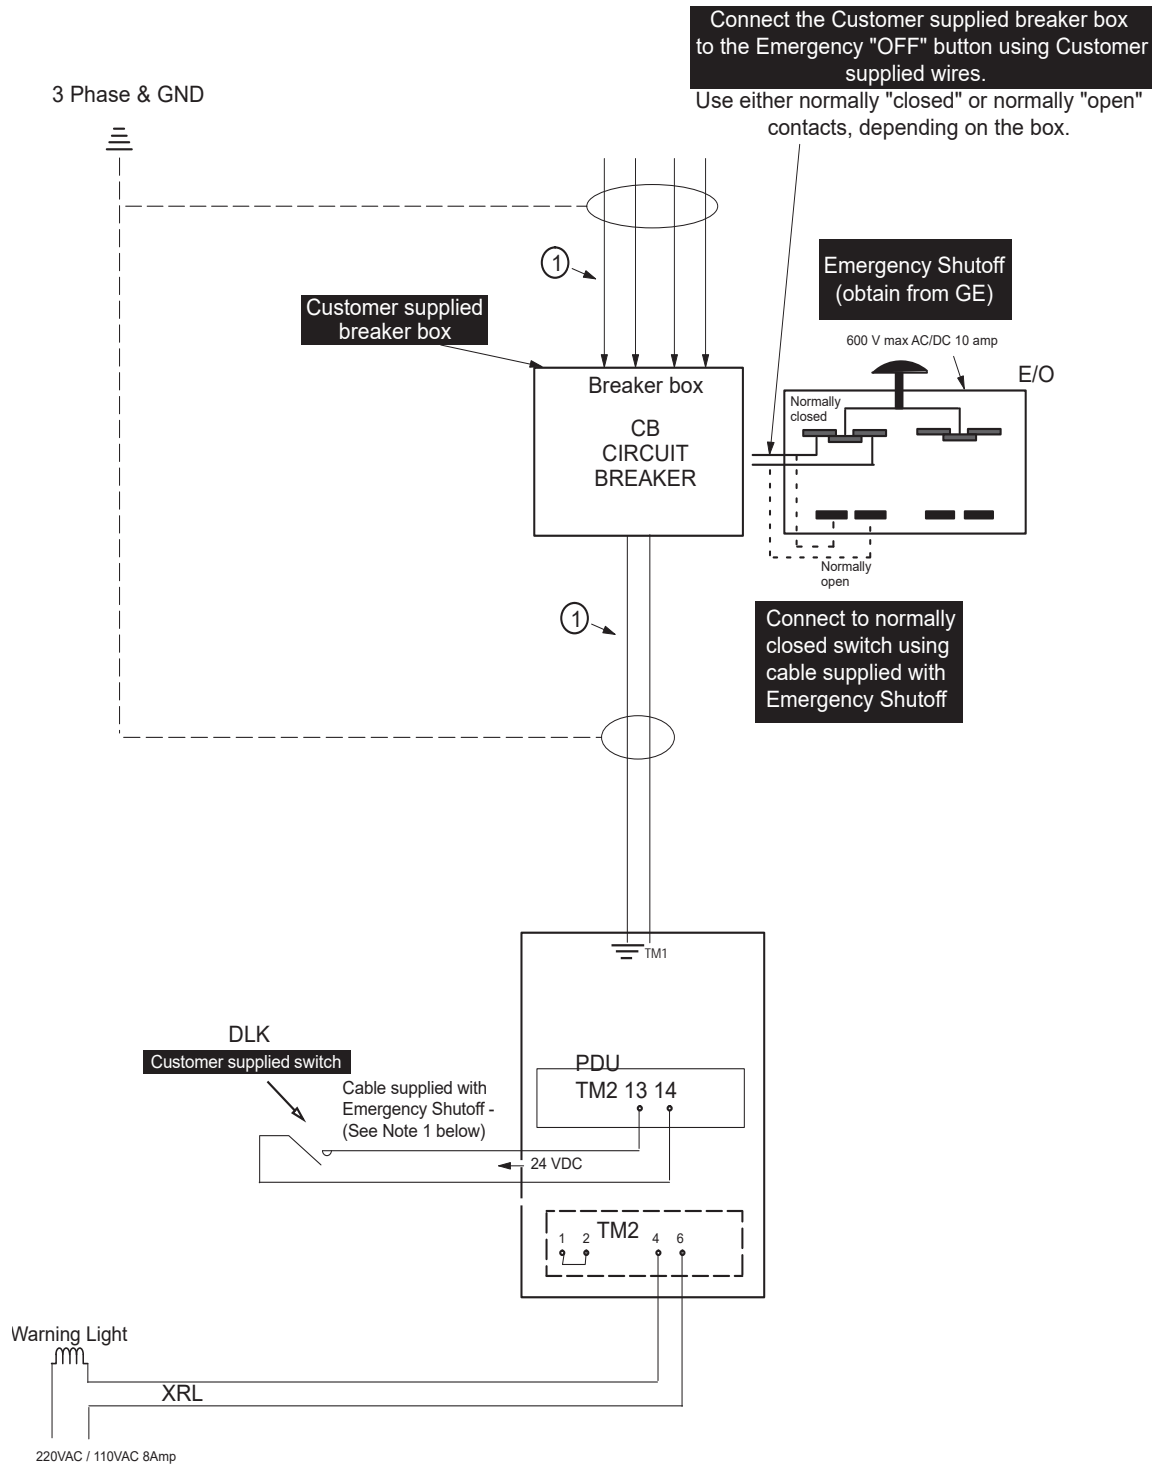 Connect the Customer supplied breaker box
to the Emergency "OFF" button using Customer
supplied wires.
Use either normally "closed" or normally "open"
contacts, depending on the box.
3 Phase & GND
1
Emergency Shutoff
(obtain from GE)
Customer supplied
breaker box
600 V max AC/DC 10 amp
E/O
Breaker box
CB
CIRCUIT
BREAKER
Normally
closed
Normally
open
1
Connect to normally
closed switch using
cable supplied with
Emergency Shutoff
TM1
DLK
Customer supplied switch
Cable supplied with
Emergency Shutoff -
(See Note 1 below)
PDU
TM2 13 14
24 VDC
TM2
1 2 4 6
Warning Light
XRL
220VAC / 110VAC 8Amp